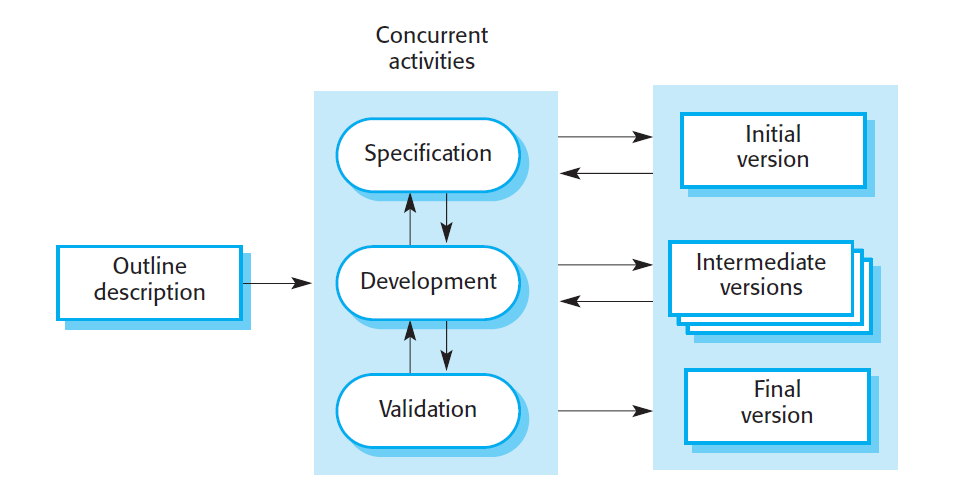 Concurrent
activities
Specification
Initial
version
Outline
description
Development
Intermediate
versions
Validation
Final
version